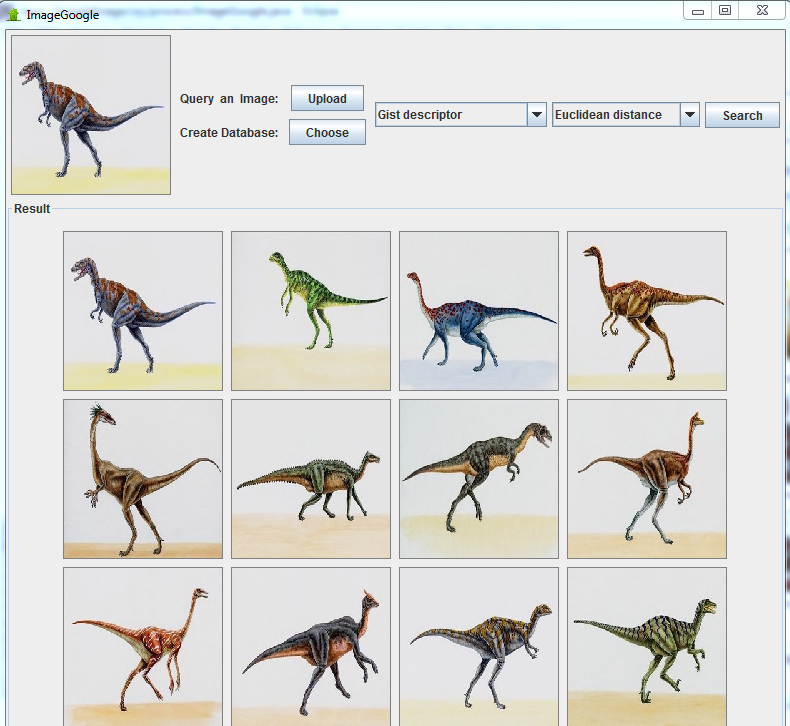 ImageGoogle
Query an Image:
Upload
Create Database:
Choose
Gist descriptor
Euclidean distance
Search
Result